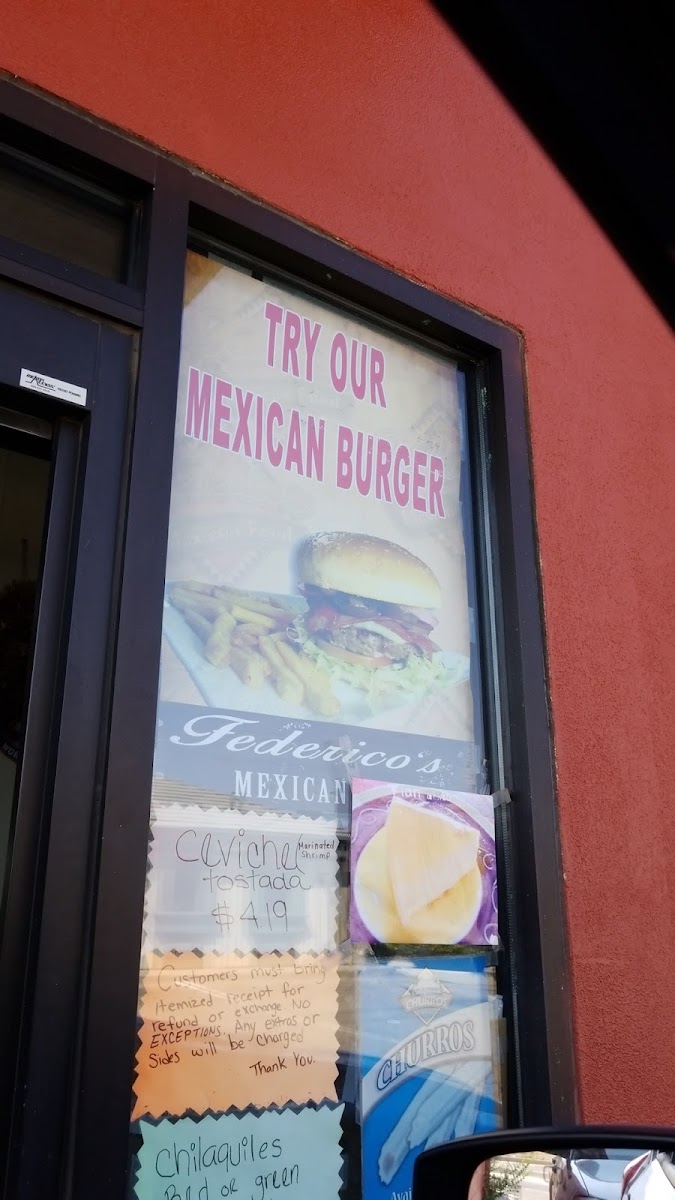 TRY OUR
MEXICAN BURGER
Federico's
MEXICAN
Ceviche (Marinated
Shrimp
tostada
$4.19
Customers must bring
itemized receipt for
refund or exchange. NO
EXCEPTIONS. Any extras or
Sides will be charged
Thank You.
CHURROS
Chilaquiles
Red or green